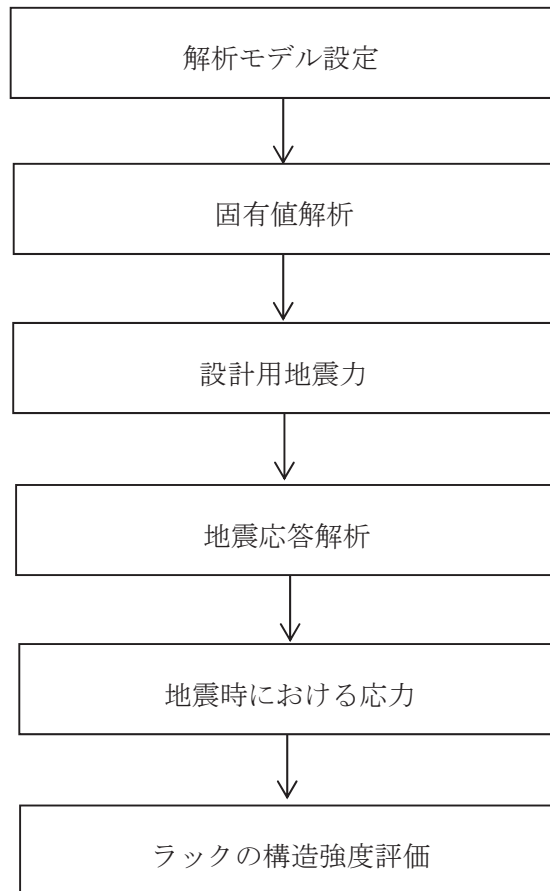 解析モデル設定
固有値解析
設計用地震力
地震応答解析
地震時における応力
ラックの構造強度評価